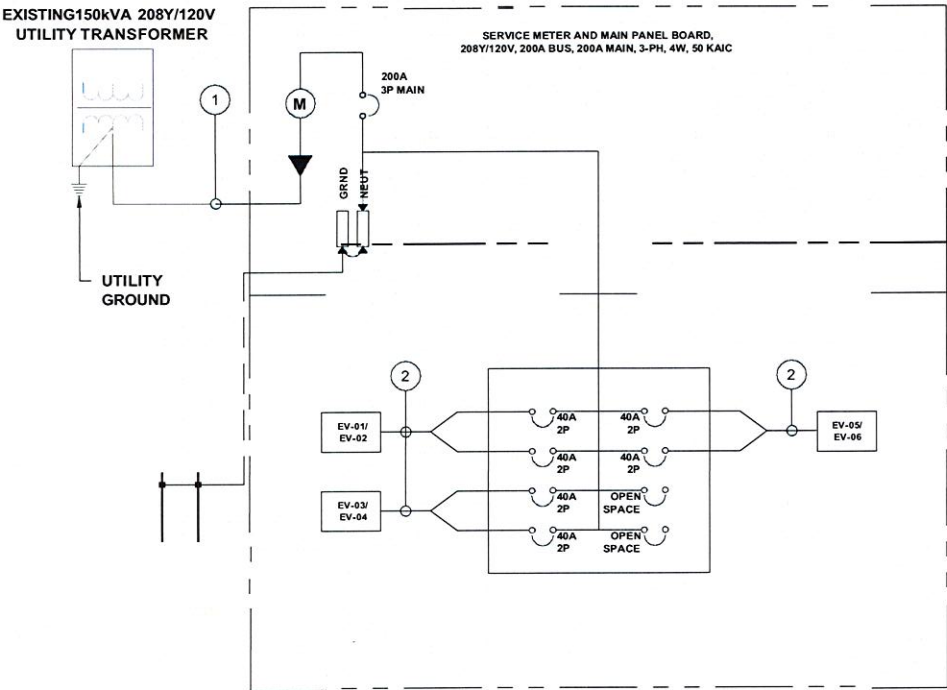 EXISTING150kVA 208Y/120V
UTILITY TRANSFORMER
SERVICE METER AND MAIN PANEL BOARD,
208Y/120V, 200A BUS, 200A MAIN, 3-PH, 4W, 50 KAIC
200A
3P MAIN
1
M
GRND
NEUT
UTILITY
GROUND
2
2
EV-01/
EV-02
40A
2P
40A
2P
EV-05/
EV-06
40A
2P
40A
2P
EV-03/
EV-04
40A
2P
OPEN
SPACE
40A
2P
OPEN
SPACE